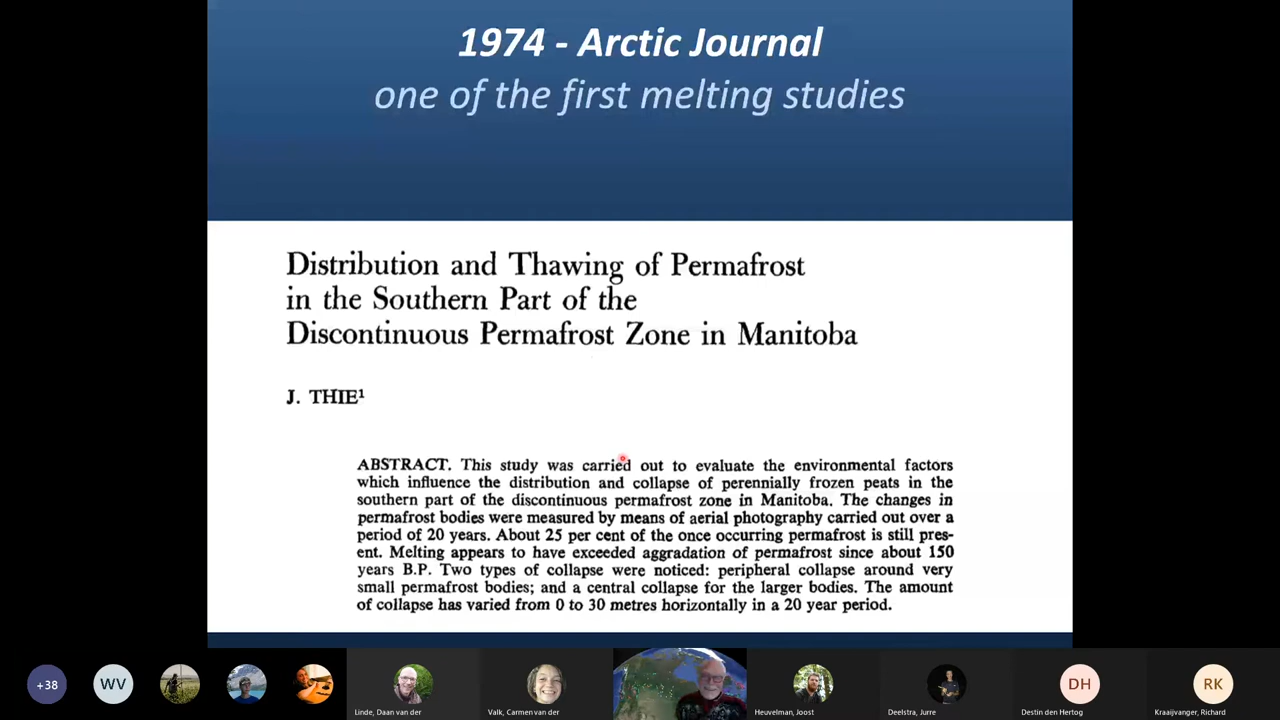 1974 - Arctic Journal
one of the first melting studies
Distribution and Thawing of Permafrost
in the Southern Part of the
Discontinuous Permafrost Zone in Manitoba
J. THIE¹
ABSTRACT. This study was carried out to evaluate the environmental factors
which influence the distribution and collapse of perennially frozen peats in the
southern part of the discontinuous permafrost zone in Manitoba. The changes in
permafrost bodies were measured by means of aerial photography carried out over a
period of 20 years. About 25 per cent of the once occurring permafrost is still pres-
ent. Melting appears to have exceeded aggradation of permafrost since about 150
years B.P. Two types of collapse were noticed: peripheral collapse around very
small permafrost bodies; and a central collapse for the larger bodies. The amount
of collapse has varied from 0 to 30 metres horizontally in a 20 year period.
+38
WV
DH
RK
Linde, Daan van der
Valk, Carmen van der
Heuvelman, Joost
Deelstra, Jurre
Destin den Hertog
Kraaijvanger, Richard